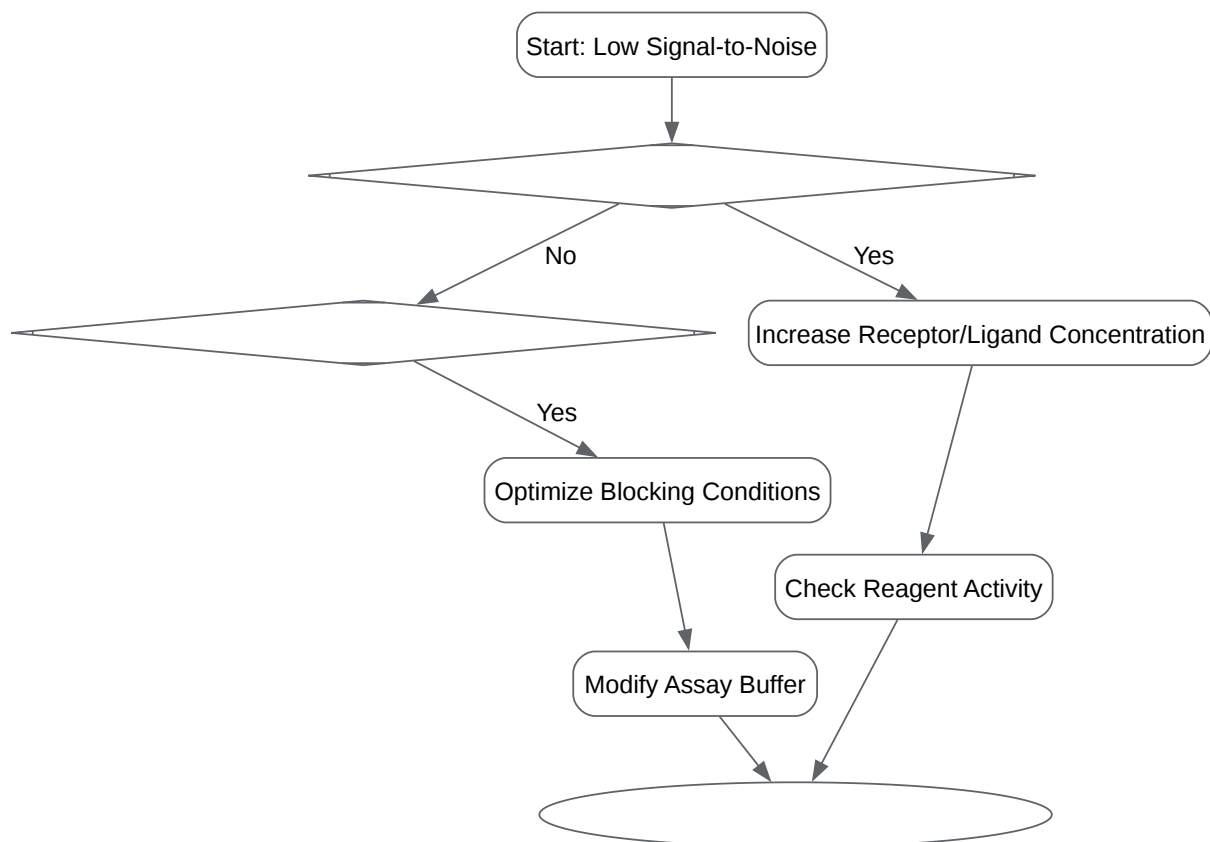 Start: Low Signal-to-Noise
No
Yes
Increase Receptor/Ligand Concentration
Yes
Optimize Blocking Conditions
Check Reagent Activity
Modify Assay Buffer